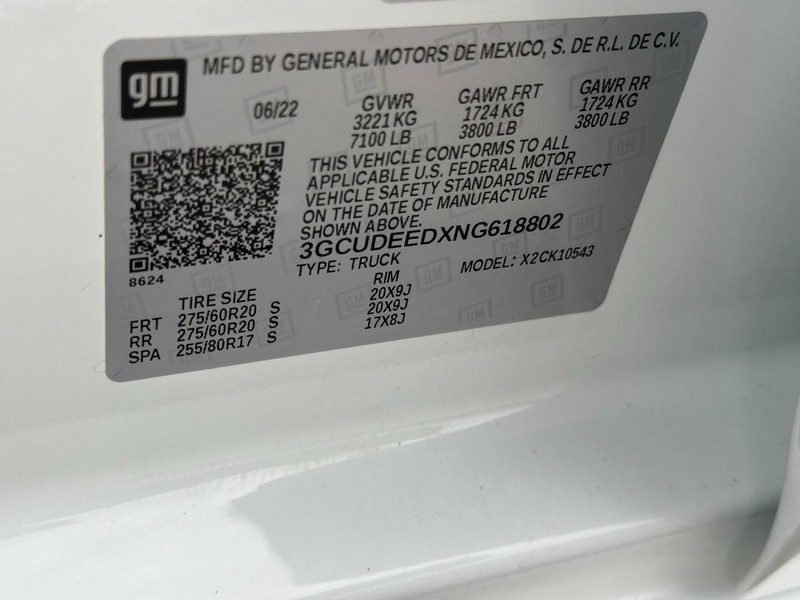 gm
MFD BY GENERAL MOTORS DE MEXICO, S. DE R.L. DE C.V.
06/22
GVWR GAWR FRT GAWR RR
3221 KG 1724 KG 1724 KG
7100 LB 3800 LB 3800 LB
THIS VEHICLE CONFORMS TO ALL
APPLICABLE U.S. FEDERAL MOTOR
VEHICLE SAFETY STANDARDS IN EFFECT
ON THE DATE OF MANUFACTURE
SHOWN ABOVE.
3GCUDEEDXNG618802
TYPE: TRUCK MODEL: X2CK10543
8624
TIRE SIZE RIM
FRT 275/60R20 S 20X9J
RR 275/60R20 S 20X9J
SPA 255/80R17 S 17X8J